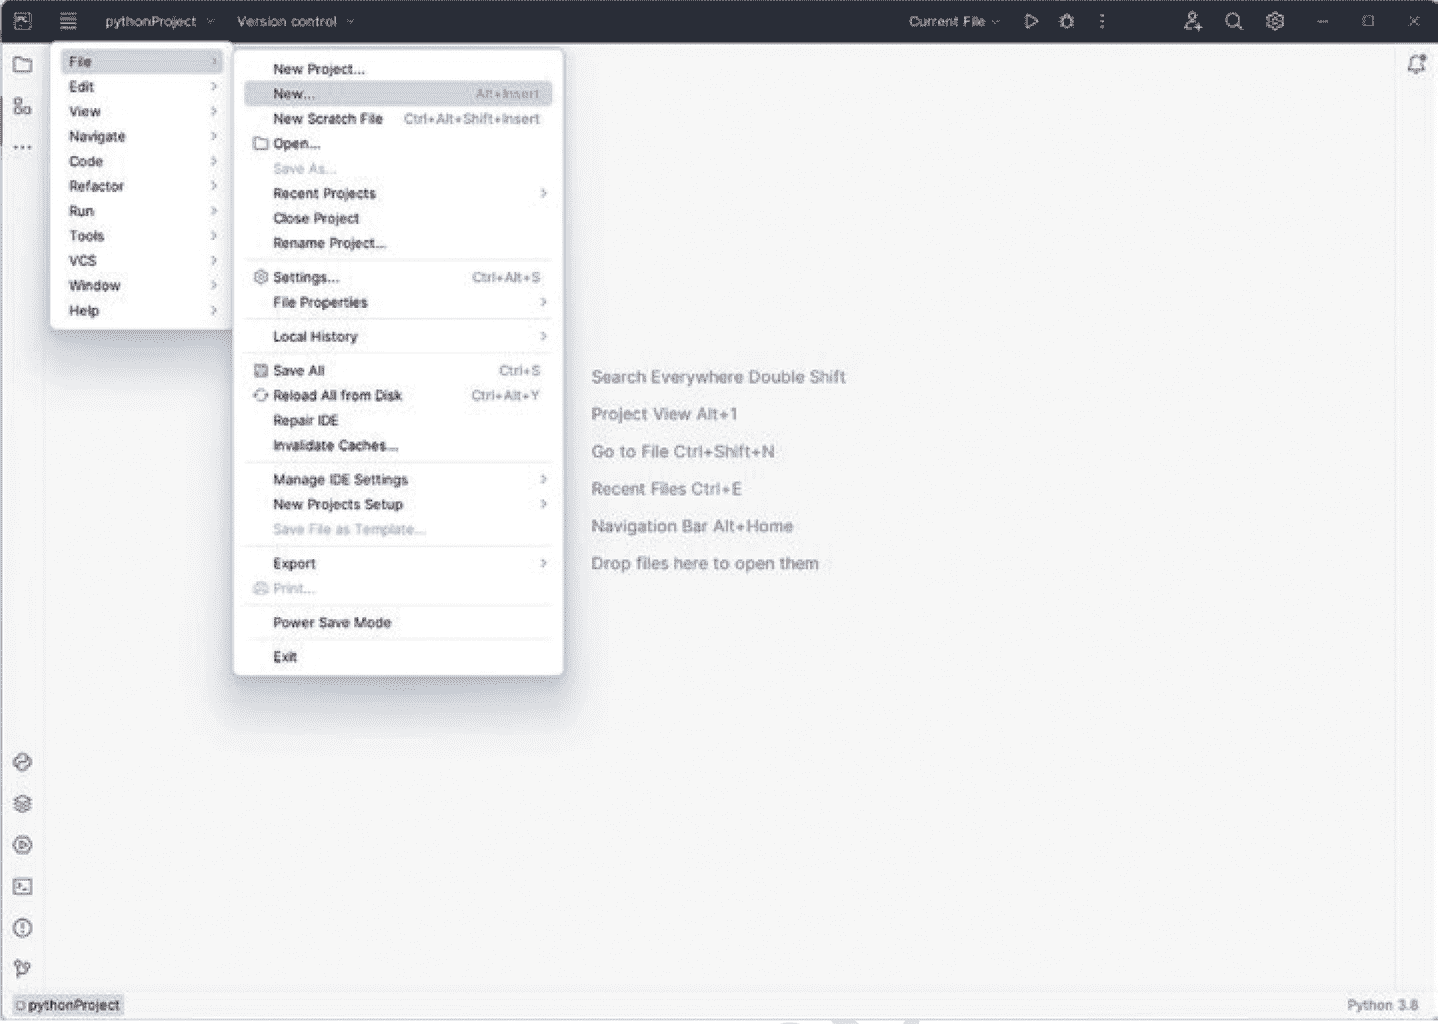 PC pythonProject Version control Current File
File
Edit
View
Navigate
Code
Refactor
Run
Tools
VCS
Window
Help
New Project...
New... Alt+Insert
New Scratch File Ctrl+Alt+Shift+Insert
Open...
Save As...
Recent Projects
Close Project
Rename Project...
Settings... Ctrl+Alt+S
File Properties
Local History
Save All Ctrl+S
Reload All from Disk Ctrl+Alt+Y
Repair IDE
Invalidate Caches...
Manage IDE Settings
New Projects Setup
Save File as Template...
Export
Print...
Power Save Mode
Exit
Search Everywhere Double Shift
Project View Alt+1
Go to File Ctrl+Shift+N
Recent Files Ctrl+E
Navigation Bar Alt+Home
Drop files here to open them
pythonProject Python 3.8